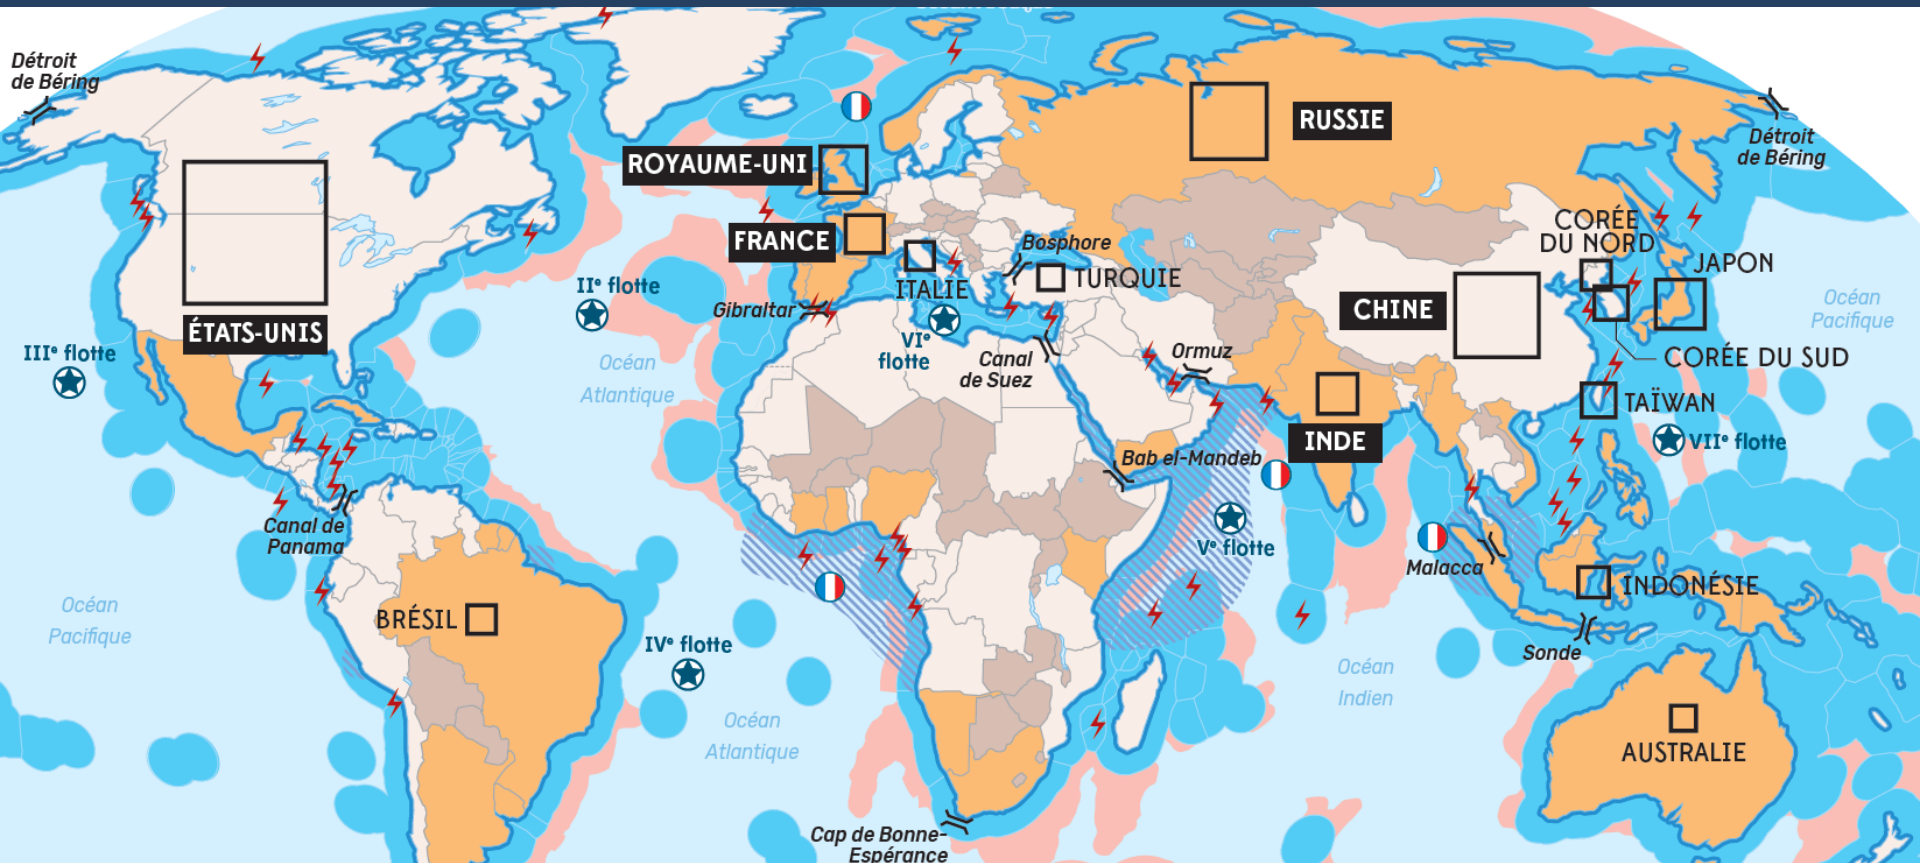 Détroit
de Béring
RUSSIE
Détroit
de Béring
ROYAUME-UNI
FRANCE
CORÉE
DU NORD
Bosphore
JAPON
TURQUIE
ITALIE
IIe flotte
Gibraltar
CHINE
Océan
Pacifique
ÉTATS-UNIS
IIIe flotte
VIe
flotte
Canal
de Suez
Ormuz
CORÉE DU SUD
Océan
Atlantique
TAÏWAN
VIIe flotte
INDE
Bab el-Mandeb
Canal de
Panama
Ve flotte
Malacca
INDONÉSIE
Océan
Pacifique
BRÉSIL
IVe flotte
Sonde
Océan
Indien
Océan
Atlantique
AUSTRALIE
Cap de Bonne-
Espérance